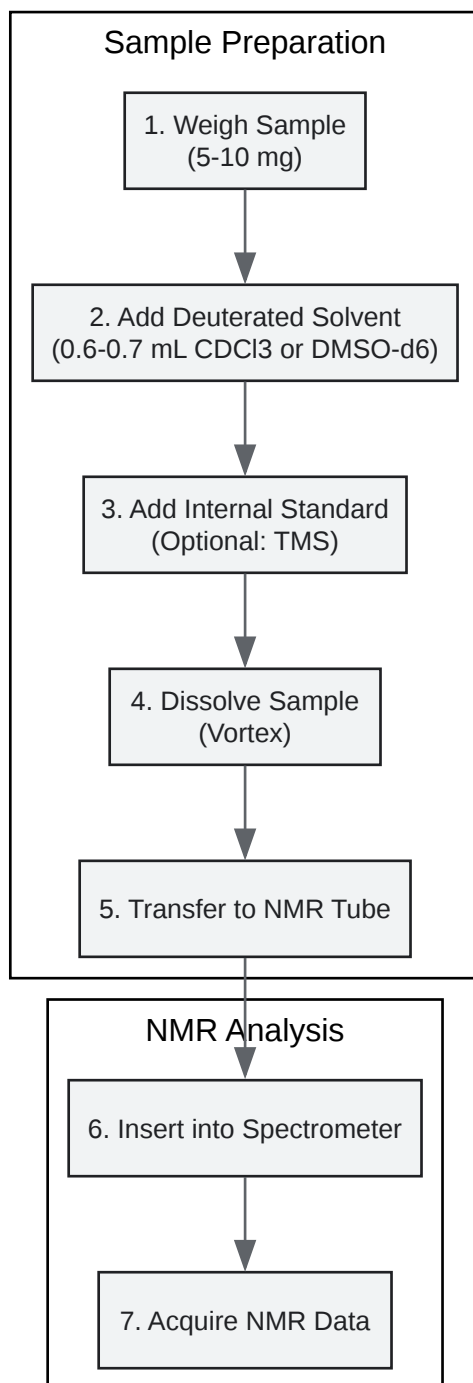 Sample Preparation
1. Weigh Sample
(5-10 mg)
2. Add Deuterated Solvent
(0.6-0.7 mL CDCl3 or DMSO-d6)
3. Add Internal Standard
(Optional: TMS)
4. Dissolve Sample
(Vortex)
5. Transfer to NMR Tube
NMR Analysis
6. Insert into Spectrometer
7. Acquire NMR Data